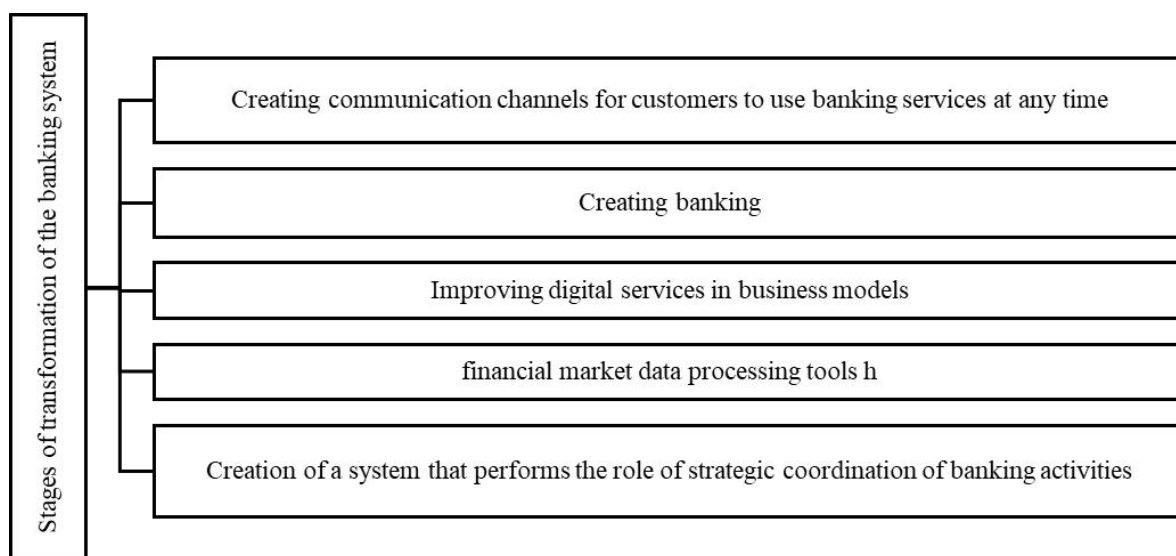 Stages of transformation of the banking system
Creating communication channels for customers to use banking services at any time
Creating banking
Improving digital services in business models
financial market data processing tools h
Creation of a system that performs the role of strategic coordination of banking activities